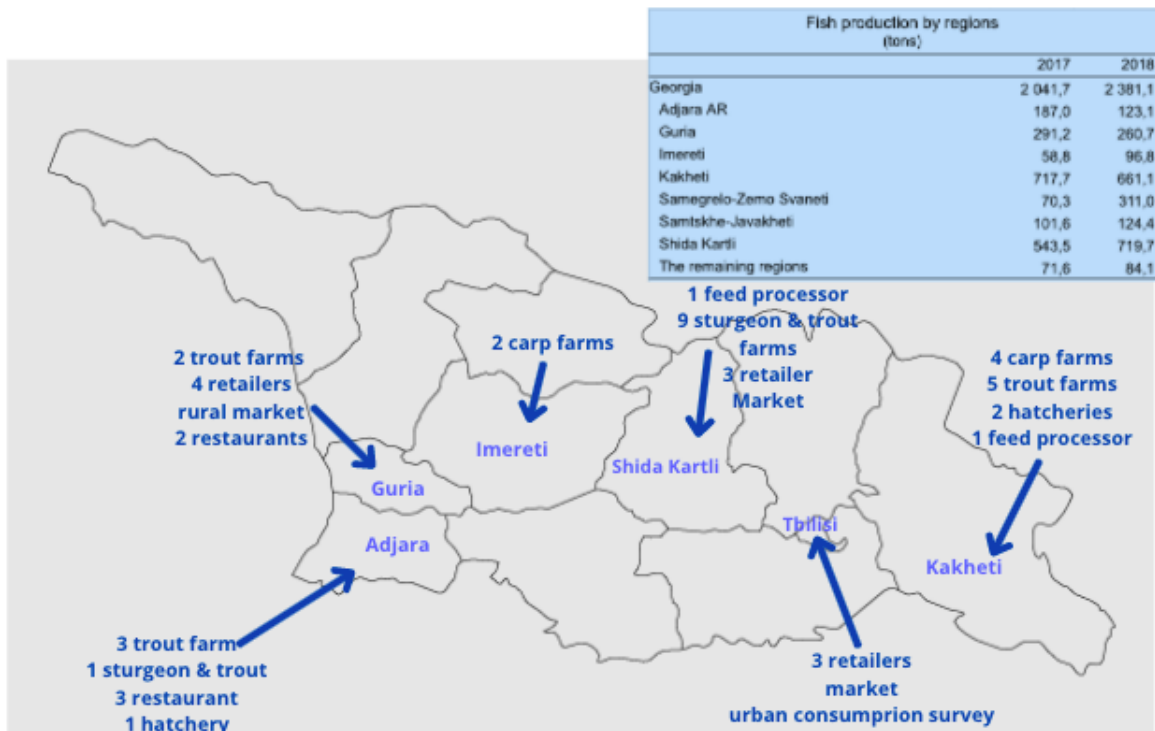 Fish production by regions
(tons)
2017 2018
Georgia 2 041,7 2 381,1
Adjara AR 187,0 123,1
Guria 291,2 260,7
Imereti 58,8 96,8
Kakheti 717,7 661,1
Samegrelo-Zemo Svaneti 70,3 311,0
Samtskhe-Javakheti 101,6 124,4
Shida Kartli 543,5 719,7
The remaining regions 71,6 84,1
1 feed processor
9 sturgeon & trout
farms
3 retailer
Market
2 carp farms
2 trout farms
4 retailers
rural market
2 restaurants
4 carp farms
5 trout farms
2 hatcheries
1 feed processor
Imereti
Shida Kartli
Guria
Tbilisi
Adjara
Kakheti
3 trout farm
1 sturgeon & trout
3 restaurant
1 hatchery
3 retailers
market
urban consumprion survey